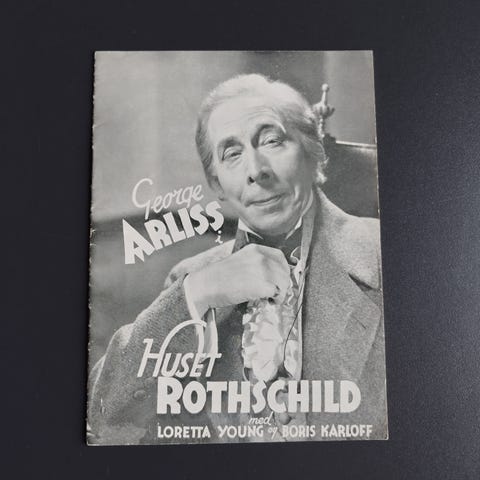 George
ARLISS
i
HUSET
ROTHSCHILD
med
LORETTA YOUNG og BORIS KARLOFF